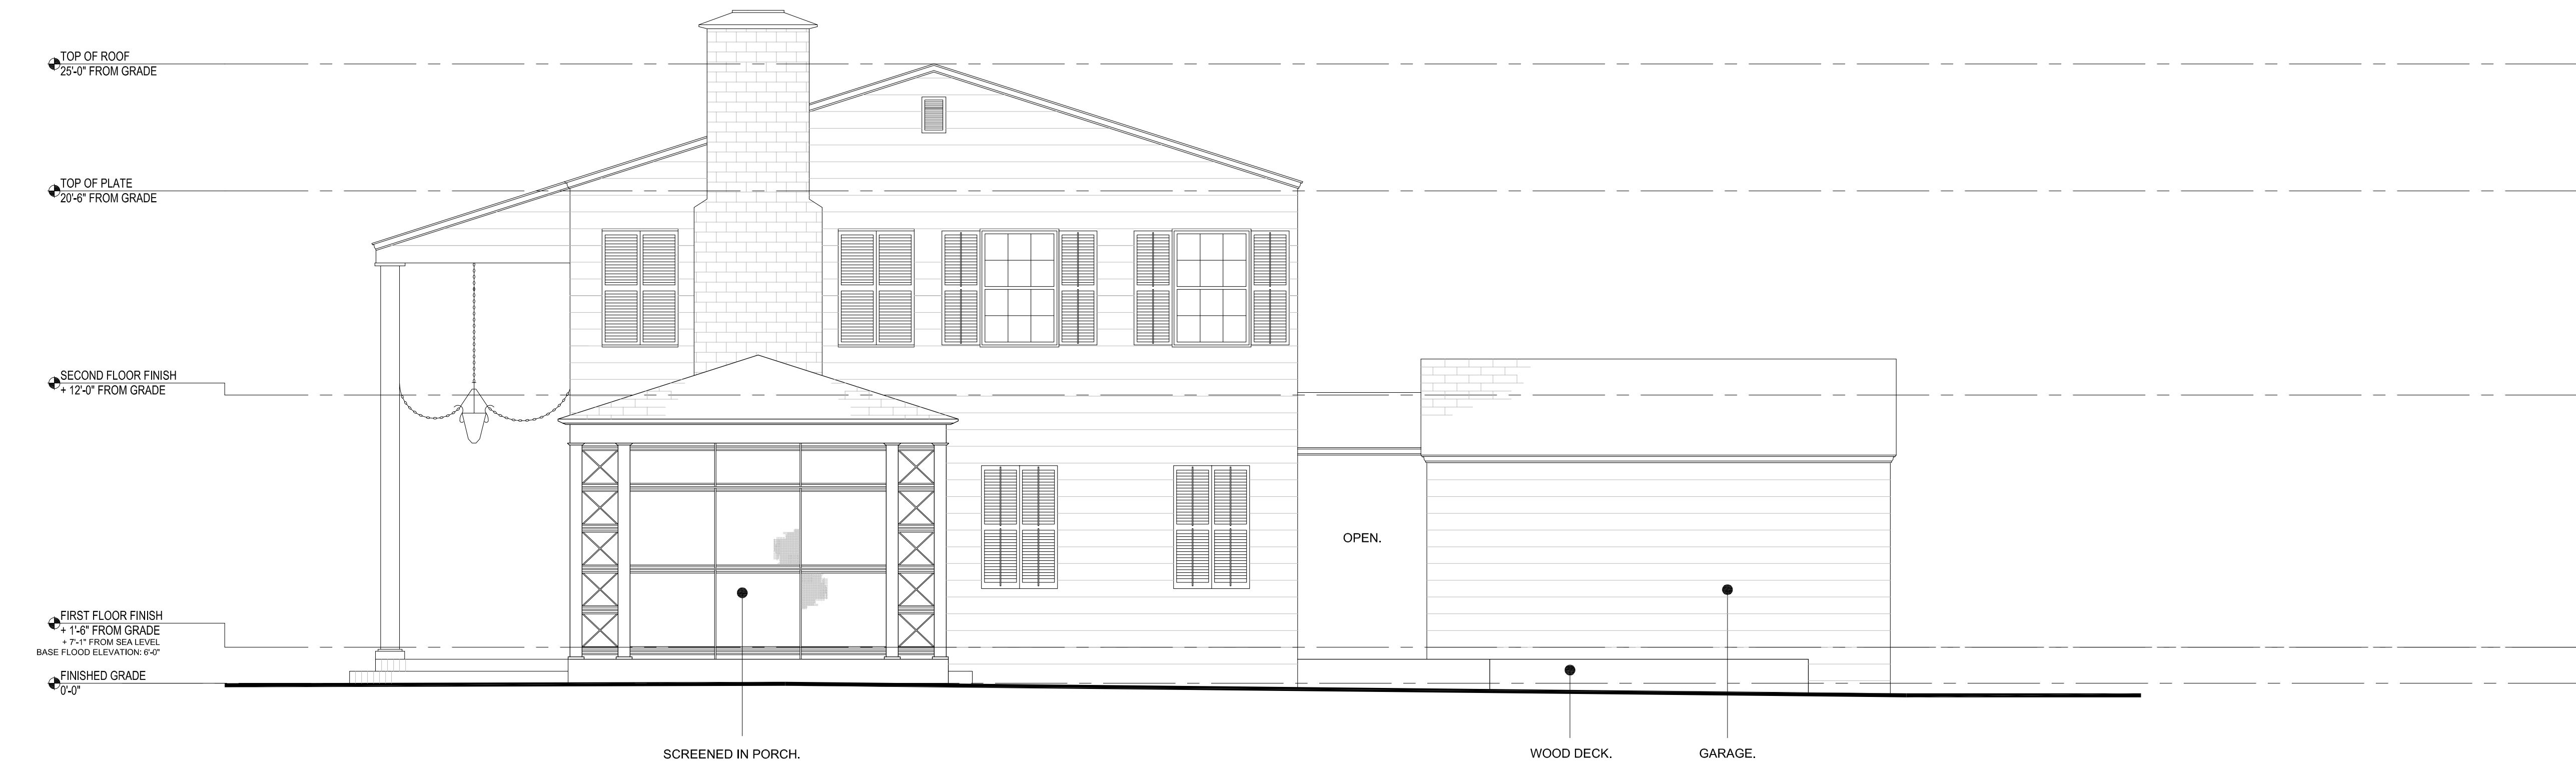 TOP OF ROOF
25'-0" FROM GRADE
TOP OF PLATE
20'-6" FROM GRADE
SECOND FLOOR FINISH
+ 12'-0" FROM GRADE
OPEN.
FIRST FLOOR FINISH
+ 1'-6" FROM GRADE
+ 7'-1" FROM SEA LEVEL
BASE FLOOD ELEVATION: 6'-0"
FINISHED GRADE
0'-0"
SCREENED IN PORCH.
WOOD DECK.
GARAGE.